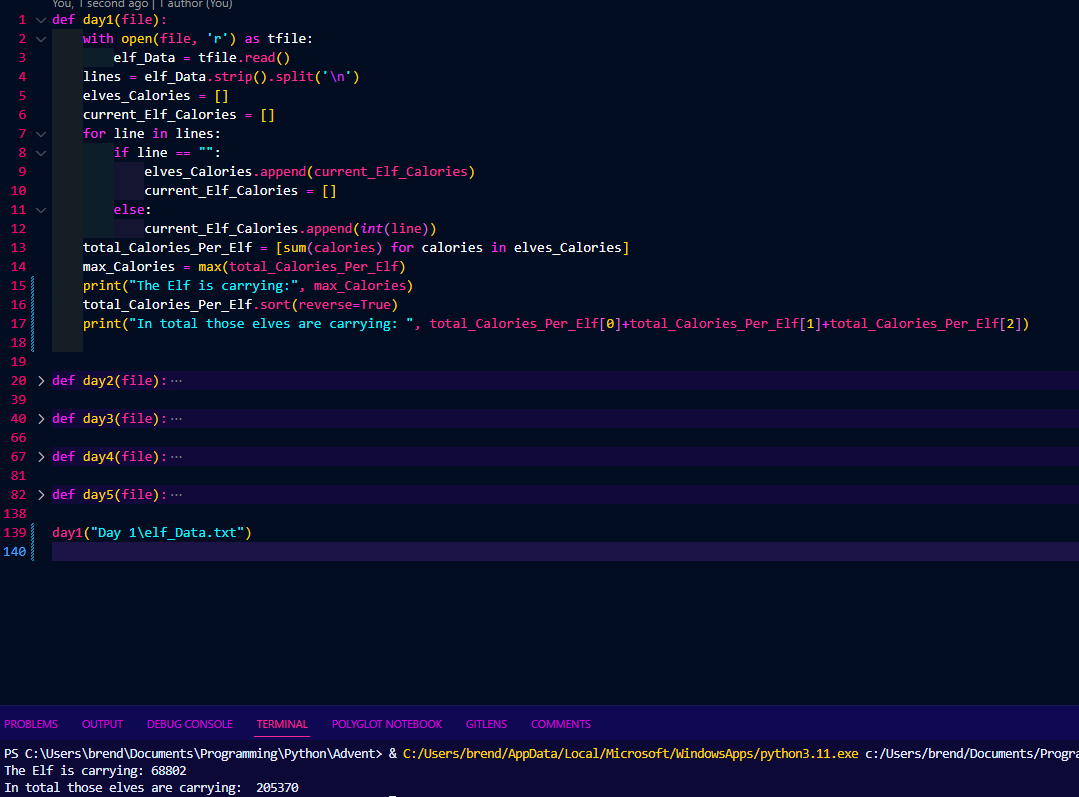 You, 1 second ago | 1 author (You)
1 def day1(file):
2 with open(file, 'r') as tfile:
3 elf_Data = tfile.read()
4 lines = elf_Data.strip().split('\n')
5 elves_Calories = []
6 current_Elf_Calories = []
7 for line in lines:
8 if line == "":
9 elves_Calories.append(current_Elf_Calories)
10 current_Elf_Calories = []
11 else:
12 current_Elf_Calories.append(int(line))
13 total_Calories_Per_Elf = [sum(calories) for calories in elves_Calories]
14 max_Calories = max(total_Calories_Per_Elf)
15 print("The Elf is carrying:", max_Calories)
16 total_Calories_Per_Elf.sort(reverse=True)
17 print("In total those elves are carrying: ", total_Calories_Per_Elf[0]+total_Calories_Per_Elf[1]+total_Calories_Per_Elf[2])
18
19
20 def day2(file): ···
39
40 def day3(file): ···
66
67 def day4(file): ···
81
82 def day5(file): ···
138
139 day1("Day 1\elf_Data.txt")
140
PROBLEMS OUTPUT DEBUG CONSOLE TERMINAL POLYGLOT NOTEBOOK GITLENS COMMENTS
PS C:\Users\brend\Documents\Programming\Python\Advent> & C:/Users/brend/AppData/Local/Microsoft/WindowsApps/python3.11.exe c:/Users/brend/Documents/Progra
The Elf is carrying: 68802
In total those elves are carrying:  205370